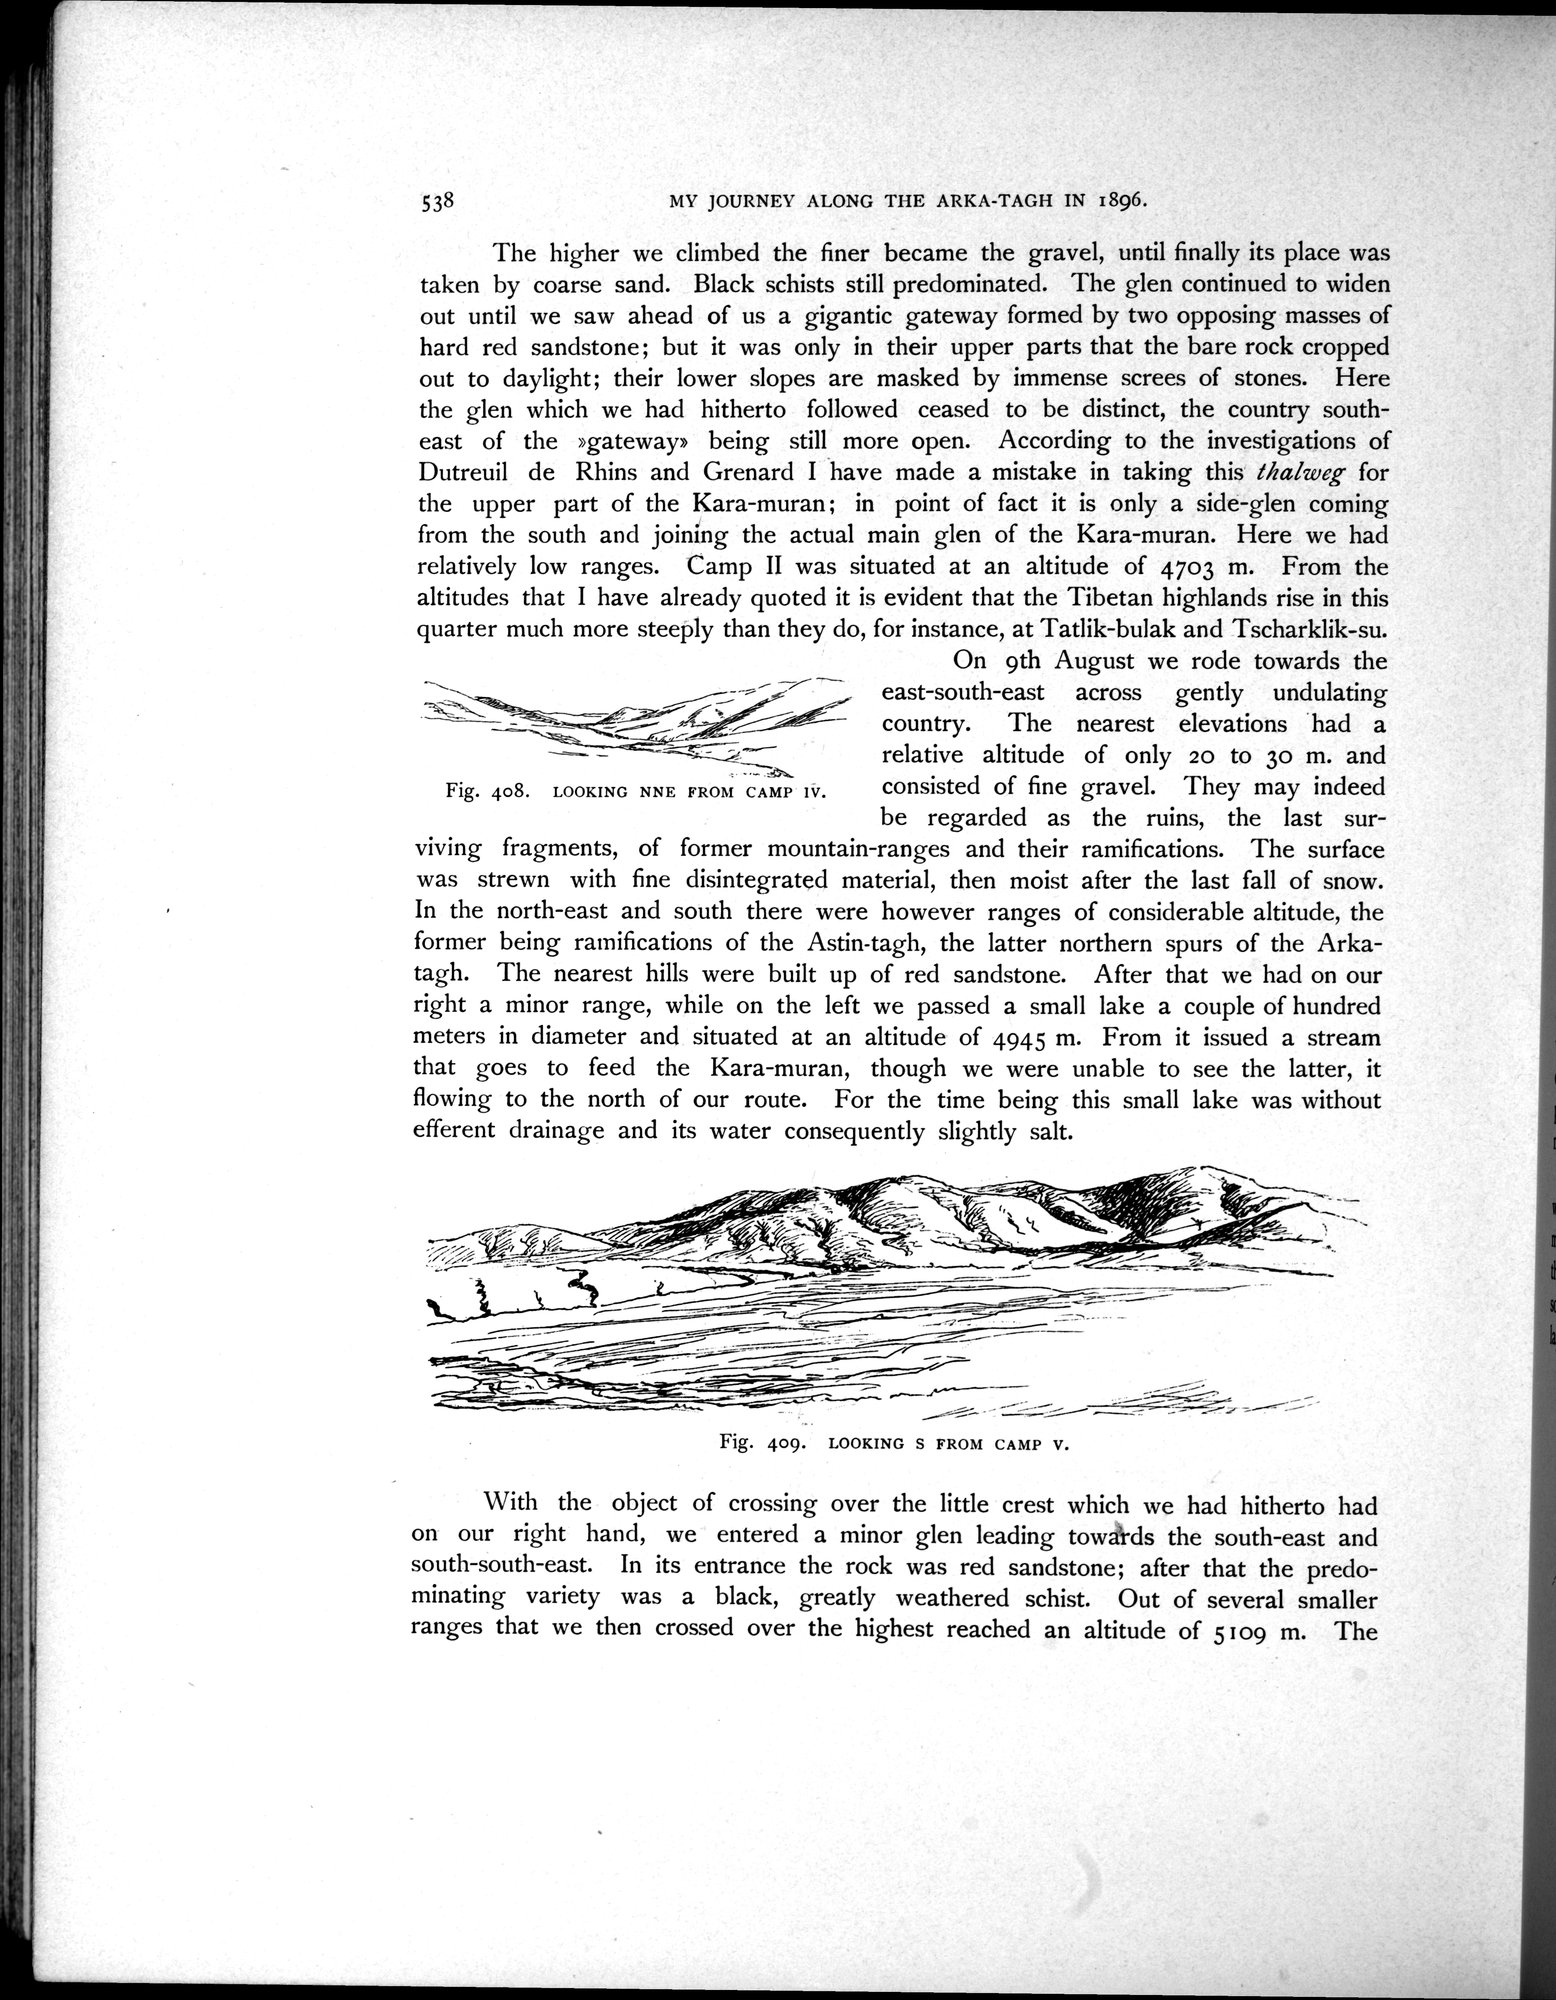 538 MY JOURNEY ALONG THE ARKA-TAGH IN 1896.
The higher we climbed the finer became the gravel, until finally its place was
taken by coarse sand. Black schists still predominated. The glen continued to widen
out until we saw ahead of us a gigantic gateway formed by two opposing masses of
hard red sandstone; but it was only in their upper parts that the bare rock cropped
out to daylight; their lower slopes are masked by immense screes of stones. Here
the glen which we had hitherto followed ceased to be distinct, the country south-
east of the »gateway» being still more open. According to the investigations of
Dutreuil de Rhins and Grenard I have made a mistake in taking this thalweg for
the upper part of the Kara-muran; in point of fact it is only a side-glen coming
from the south and joining the actual main glen of the Kara-muran. Here we had
relatively low ranges. Camp II was situated at an altitude of 4703 m. From the
altitudes that I have already quoted it is evident that the Tibetan highlands rise in this
quarter much more steeply than they do, for instance, at Tatlik-bulak and Tscharklik-su.
On 9th August we rode towards the
east-south-east across gently undulating
country. The nearest elevations had a
relative altitude of only 20 to 30 m. and
consisted of fine gravel. They may indeed
be regarded as the ruins, the last sur-
Fig. 408. LOOKING NNE FROM CAMP IV.
viving fragments, of former mountain-ranges and their ramifications. The surface
was strewn with fine disintegrated material, then moist after the last fall of snow.
In the north-east and south there were however ranges of considerable altitude, the
former being ramifications of the Astin-tagh, the latter northern spurs of the Arka-
tagh. The nearest hills were built up of red sandstone. After that we had on our
right a minor range, while on the left we passed a small lake a couple of hundred
meters in diameter and situated at an altitude of 4945 m. From it issued a stream
that goes to feed the Kara-muran, though we were unable to see the latter, it
flowing to the north of our route. For the time being this small lake was without
efferent drainage and its water consequently slightly salt.
Fig. 409. LOOKING S FROM CAMP V.
With the object of crossing over the little crest which we had hitherto had
on our right hand, we entered a minor glen leading towards the south-east and
south-south-east. In its entrance the rock was red sandstone; after that the predo-
minating variety was a black, greatly weathered schist. Out of several smaller
ranges that we then crossed over the highest reached an altitude of 5109 m. The